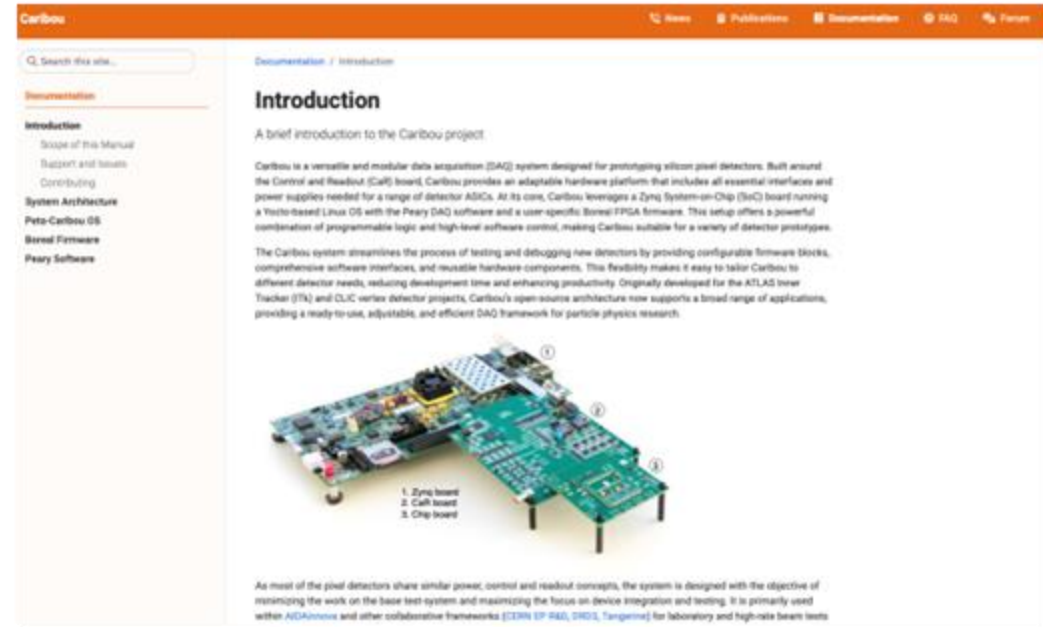 Caribou
News Publications Documentation FAQ Forum
Search this site...
Documentation / Introduction
Documentation
Introduction
Scope of this Manual
Support and Issues
Contributing
System Architecture
Peta-Caribou OS
Boreal Firmware
Peary Software
Introduction
A brief introduction to the Caribou project
Caribou is a versatile and modular data acquisition (DAQ) system designed for prototyping silicon pixel detectors. Built around
the Control and Readout (CaR) board, Caribou provides an adaptable hardware platform that includes all essential interfaces and
power supplies needed for a range of detector ASICs. At its core, Caribou leverages a Zynq System-on-Chip (SoC) board running
a Yocto-based Linux OS with the Peary DAQ software and a user-specific Boreal FPGA firmware. This setup offers a powerful
combination of programmable logic and high-level software control, making Caribou suitable for a variety of detector prototypes.
The Caribou system streamlines the process of testing and debugging new detectors by providing configurable firmware blocks,
comprehensive software interfaces, and reusable hardware components. This flexibility makes it easy to tailor Caribou to
different detector needs, reducing development time and enhancing productivity. Originally developed for the ATLAS Inner
Tracker (ITk) and CLIC vertex detector projects, Caribou's open-source architecture now supports a broad range of applications,
providing a ready-to-use, adjustable, and efficient DAQ framework for particle physics research.
1
2
3
1. Zynq board
2. CaR board
3. Chip board
As most of the pixel detectors share similar power, control and readout concepts, the system is designed with the objective of
minimizing the work on the base test-system and maximizing the focus on device integration and testing. It is primarily used
within AIDAinnova and other collaborative frameworks (CERN EP R&D, DRD3, Tangerine) for laboratory and high-rate beam tests